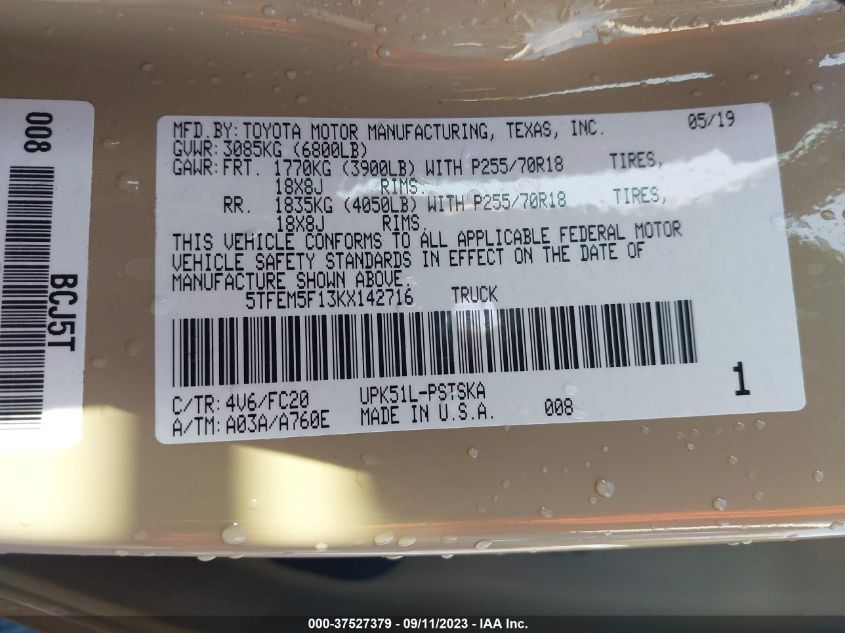 008
BCJ5T
MFD.BY: TOYOTA MOTOR MANUFACTURING, TEXAS, INC. 05/19
GVWR: 3085KG (6800LB)
GAWR: FRT. 1770KG (3900LB) WITH P255/70R18 TIRES,
18X8J RIMS.
RR. 1835KG (4050LB) WITH P255/70R18 TIRES,
18X8J RIMS.
THIS VEHICLE CONFORMS TO ALL APPLICABLE FEDERAL MOTOR
VEHICLE SAFETY STANDARDS IN EFFECT ON THE DATE OF
MANUFACTURE SHOWN ABOVE.
5TFEM5F13KX142716 TRUCK
C/TR: 4V6/FC20 UPK51L-PSTSKA
A/TM: A03A/A760E MADE IN U.S.A. 008 1
000-37527379 - 09/11/2023 - IAA Inc.